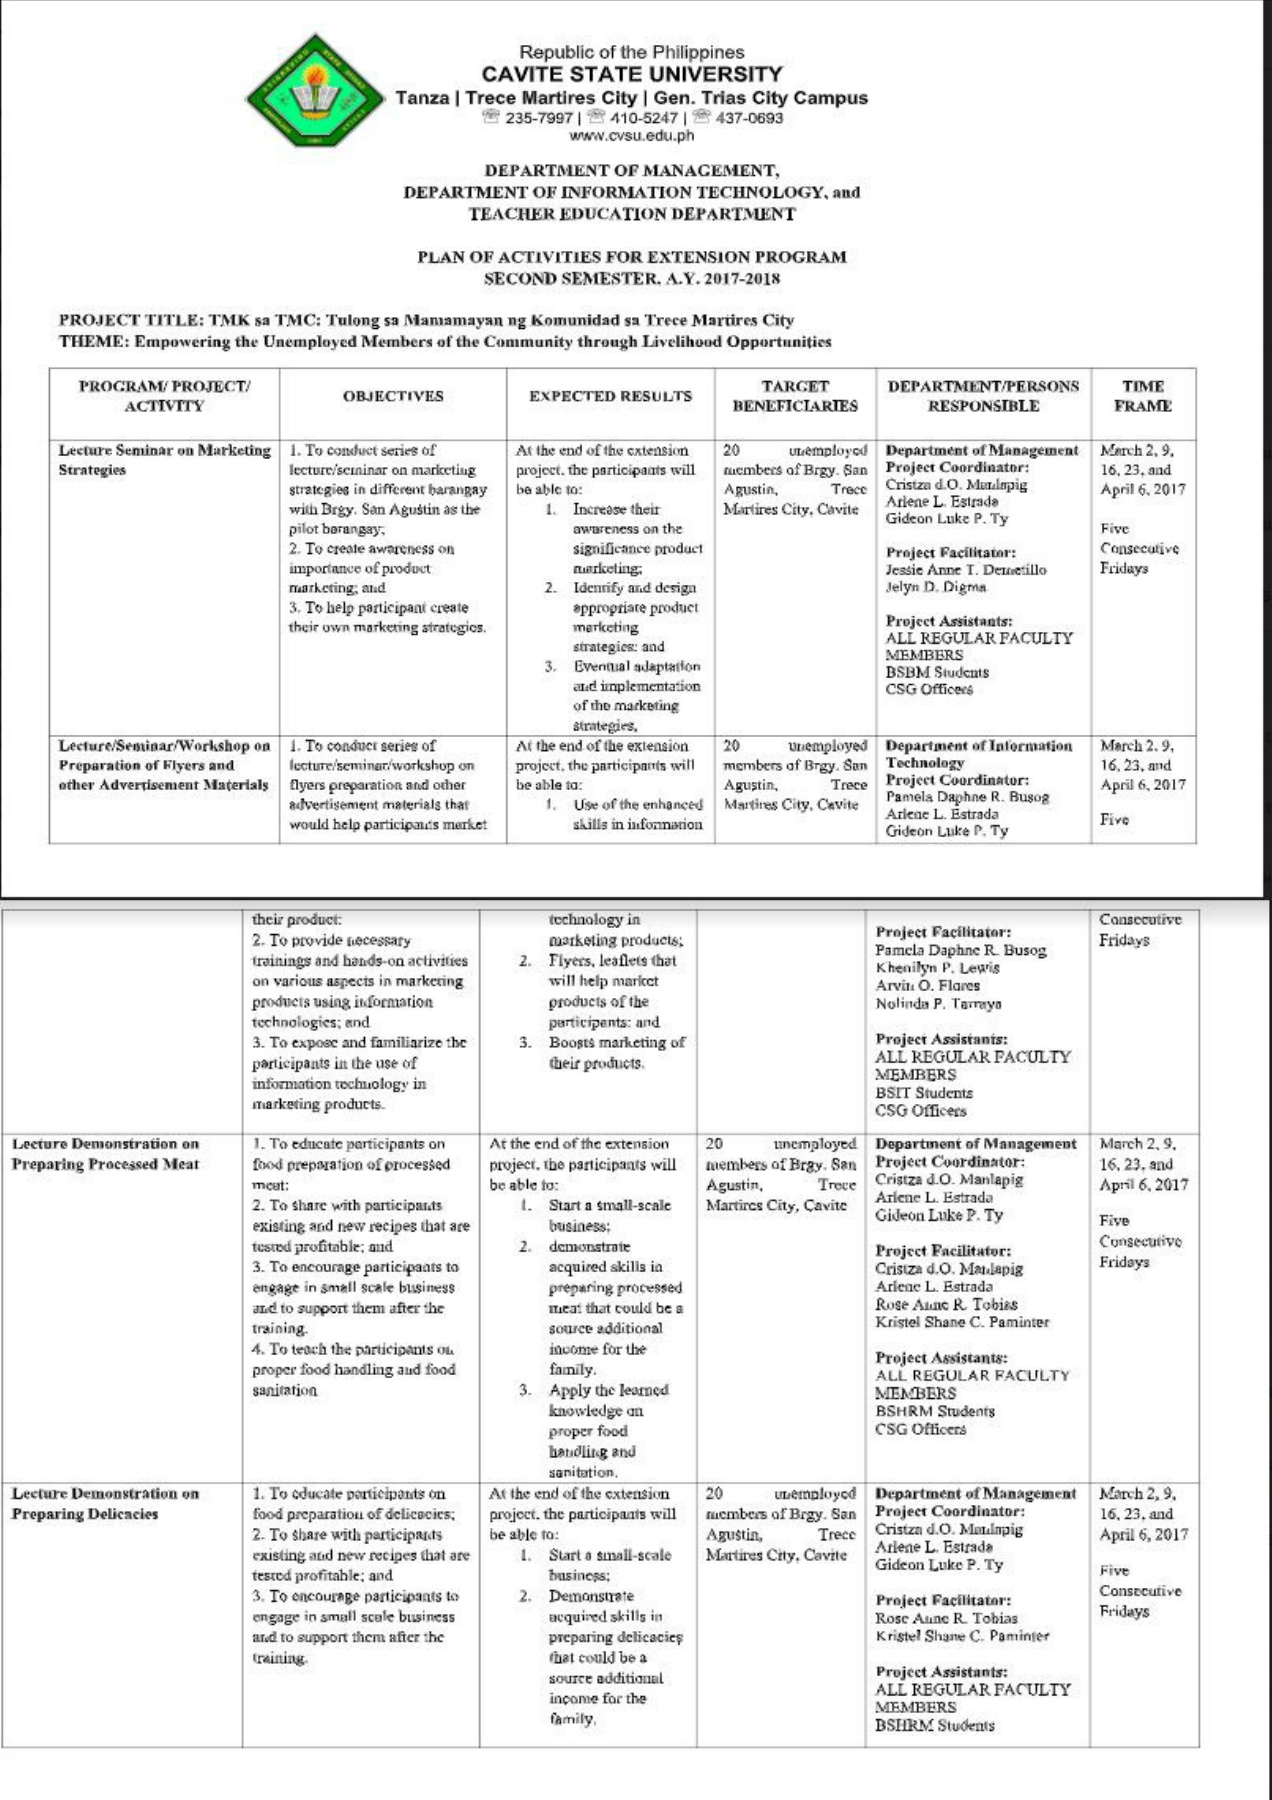 Republic of the Philippines
CAVITE STATE UNIVERSITY
Tanza | Trece Martires City | Gen. Trias City Campus
☏ 235-7997 | ☏ 410-5247 | ☏ 437-0693
www.cvsu.edu.ph
DEPARTMENT OF MANAGEMENT,
DEPARTMENT OF INFORMATION TECHNOLOGY, and
TEACHER EDUCATION DEPARTMENT
PLAN OF ACTIVITIES FOR EXTENSION PROGRAM
SECOND SEMESTER, A.Y. 2017-2018
PROJECT TITLE: TMK sa TMC: Tulong sa Mamamayan ng Komunidad sa Trece Martires City
THEME: Empowering the Unemployed Members of the Community through Livelihood Opportunities
PROGRAM/ PROJECT/
ACTIVITY
OBJECTIVES
EXPECTED RESULTS
TARGET
BENEFICIARIES
DEPARTMENT/PERSONS
RESPONSIBLE
TIME
FRAME
Lecture Seminar on Marketing
Strategies
1. To conduct series of
lecture/seminar on marketing
strategies in different barangay
with Brgy. San Agustin as the
pilot barangay;
2. To create awareness on
importance of product
marketing; and
3. To help participant create
their own marketing strategies.
At the end of the extension
project, the participants will
be able to:
1. Increase their
awareness on the
significance product
marketing;
2. Identify and design
appropriate product
marketing
strategies: and
3. Eventual adaptation
and implementation
of the marketing
strategies,
20 unemployed
members of Brgy. San
Agustin, Trece
Martires City, Cavite
Department of Management
Project Coordinator:
Cristza d.O. Manlapig
Arlene L. Estrada
Gideon Luke P. Ty
Project Facilitator:
Jessie Anne T. Demetillo
Jelyn D. Digma
Project Assistants:
ALL REGULAR FACULTY
MEMBERS
BSBM Students
CSG Officers
March 2, 9,
16, 23, and
April 6, 2017
Five
Consecutive
Fridays
Lecture/Seminar/Workshop on
Preparation of Flyers and
other Advertisement Materials
1. To conduct series of
lecture/seminar/workshop on
flyers preparation and other
advertisement materials that
would help participants market
At the end of the extension
project, the participants will
be able to:
1. Use of the enhanced
skills in information
20 unemployed
members of Brgy. San
Agustin, Trece
Martires City, Cavite
Department of Information
Technology
Project Coordinator:
Pamela Daphne R. Busog
Arlene L. Estrada
Gideon Luke P. Ty
March 2, 9,
16, 23, and
April 6, 2017
Five
their product:
2. To provide necessary
trainings and hands-on activities
on various aspects in marketing
products using information
technologies; and
3. To expose and familiarize the
participants in the use of
information technology in
marketing products.
technology in
marketing products;
2. Flyers, leaflets that
will help market
products of the
participants: and
3. Boosts marketing of
their products.
Project Facilitator:
Pamela Daphne R. Busog
Khenilyn P. Lewis
Arvin O. Flores
Nolinda P. Tarraya
Project Assistants:
ALL REGULAR FACULTY
MEMBERS
BSIT Students
CSG Officers
Consecutive
Fridays
Lecture Demonstration on
Preparing Processed Meat
1. To educate participants on
food preparation of processed
meat:
2. To share with participants
existing and new recipes that are
tested profitable; and
3. To encourage participants to
engage in small scale business
and to support them after the
training.
4. To teach the participants on
proper food handling and food
sanitation
At the end of the extension
project, the participants will
be able to:
1. Start a small-scale
business;
2. demonstrate
acquired skills in
preparing processed
meat that could be a
source additional
income for the
family.
3. Apply the learned
knowledge on
proper food
handling and
sanitation.
20 unemployed
members of Brgy. San
Agustin, Trece
Martires City, Cavite
Department of Management
Project Coordinator:
Cristza d.O. Manlapig
Arlene L. Estrada
Gideon Luke P. Ty
Project Facilitator:
Cristza d.O. Manlapig
Arlene L. Estrada
Rose Anne R. Tobias
Kristel Shane C. Paminter
Project Assistants:
ALL REGULAR FACULTY
MEMBERS
BSHRM Students
CSG Officers
March 2, 9,
16, 23, and
April 6, 2017
Five
Consecutive
Fridays
Lecture Demonstration on
Preparing Delicacies
1. To educate participants on
food preparation of delicacies;
2. To share with participants
existing and new recipes that are
tested profitable; and
3. To encourage participants to
engage in small scale business
and to support them after the
training.
At the end of the extension
project, the participants will
be able to:
1. Start a small-scale
business;
2. Demonstrate
acquired skills in
preparing delicacies
that could be a
source additional
income for the
family,
20 unemployed
members of Brgy. San
Agustin, Trece
Martires City, Cavite
Department of Management
Project Coordinator:
Cristza d.O. Manlapig
Arlene L. Estrada
Gideon Luke P. Ty
Project Facilitator:
Rose Anne R. Tobias
Kristel Shane C. Paminter
Project Assistants:
ALL REGULAR FACULTY
MEMBERS
BSHRM Students
March 2, 9,
16, 23, and
April 6, 2017
Five
Consecutive
Fridays